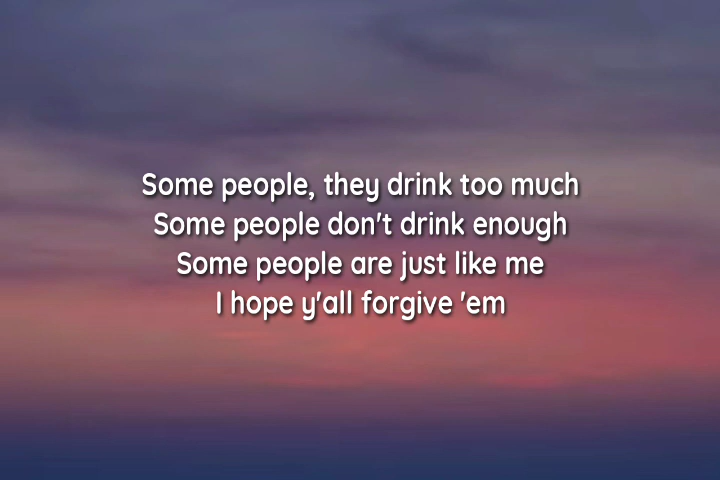 Some people, they drink too much
Some people don't drink enough
Some people are just like me
I hope y'all forgive 'em